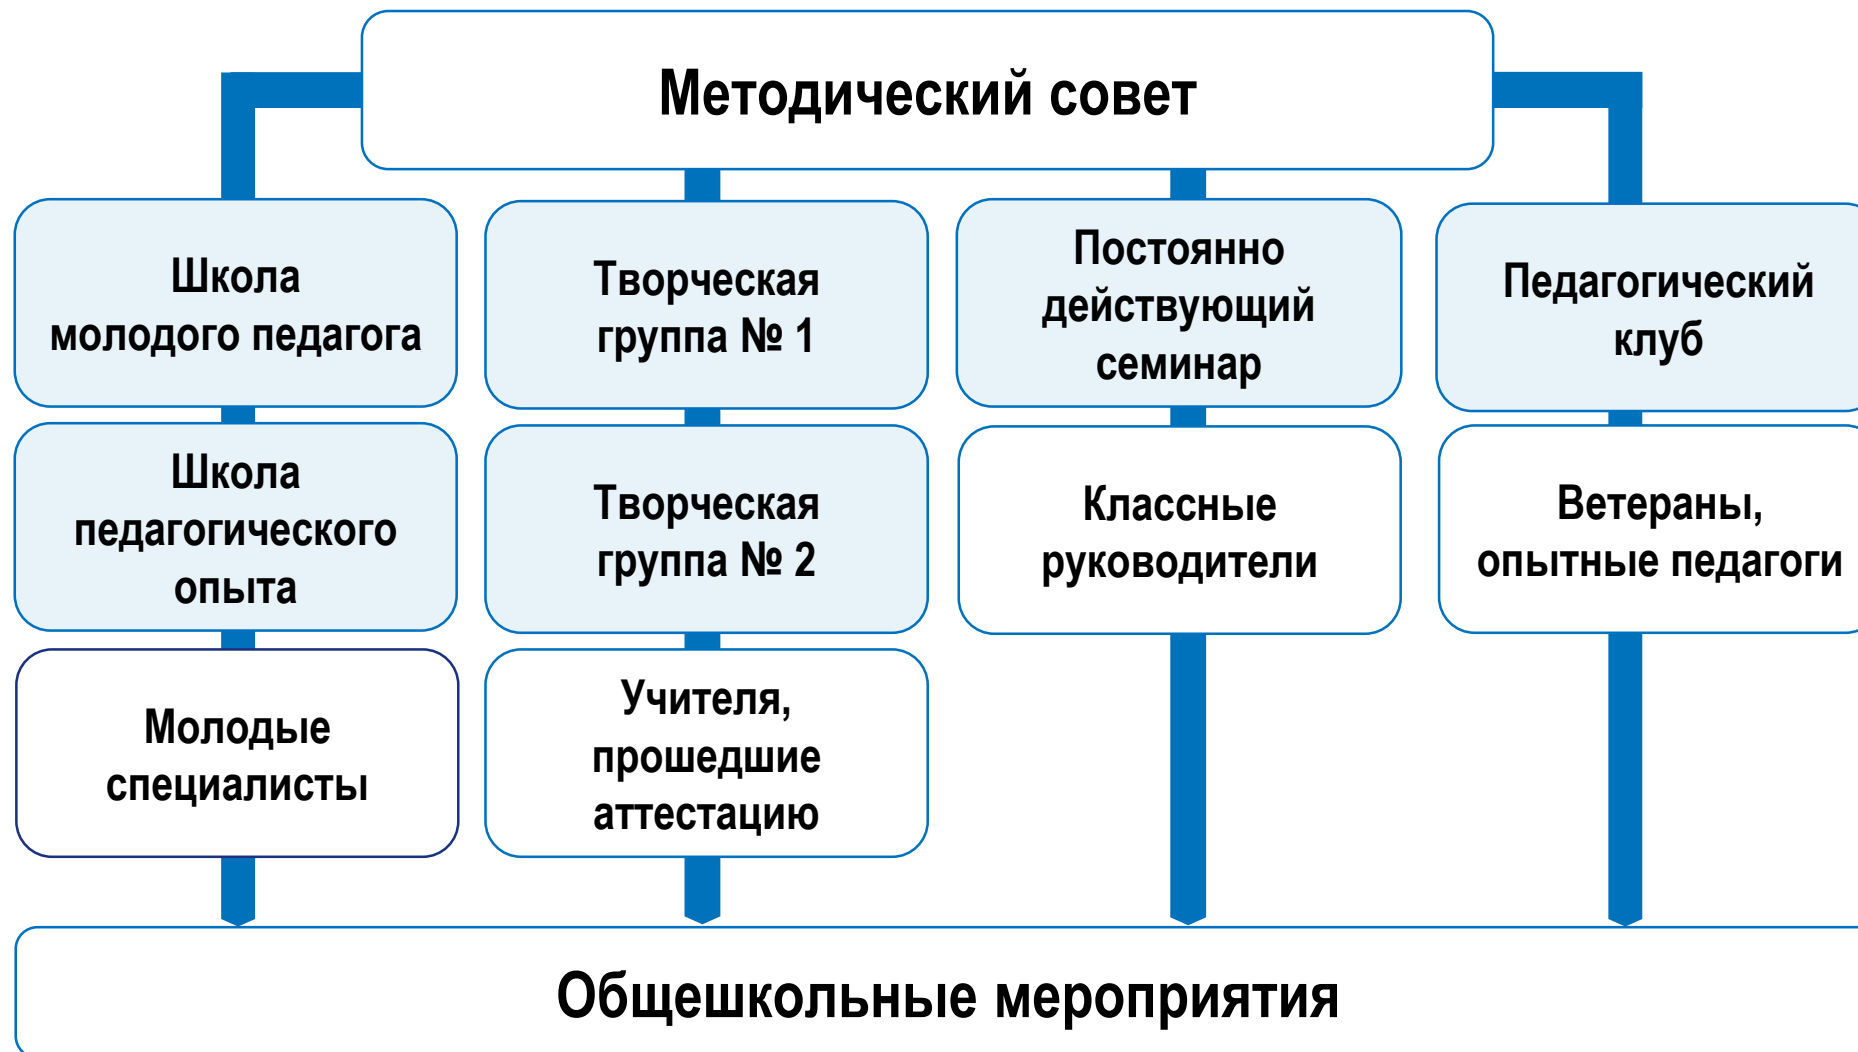 Методический совет
Школа
молодого педагога
Творческая
группа № 1
Постоянно
действующий
семинар
Педагогический
клуб
Школа
педагогического
опыта
Творческая
группа № 2
Классные
руководители
Ветераны,
опытные педагоги
Молодые
специалисты
Учителя,
прошедшие
аттестацию
Общешкольные мероприятия